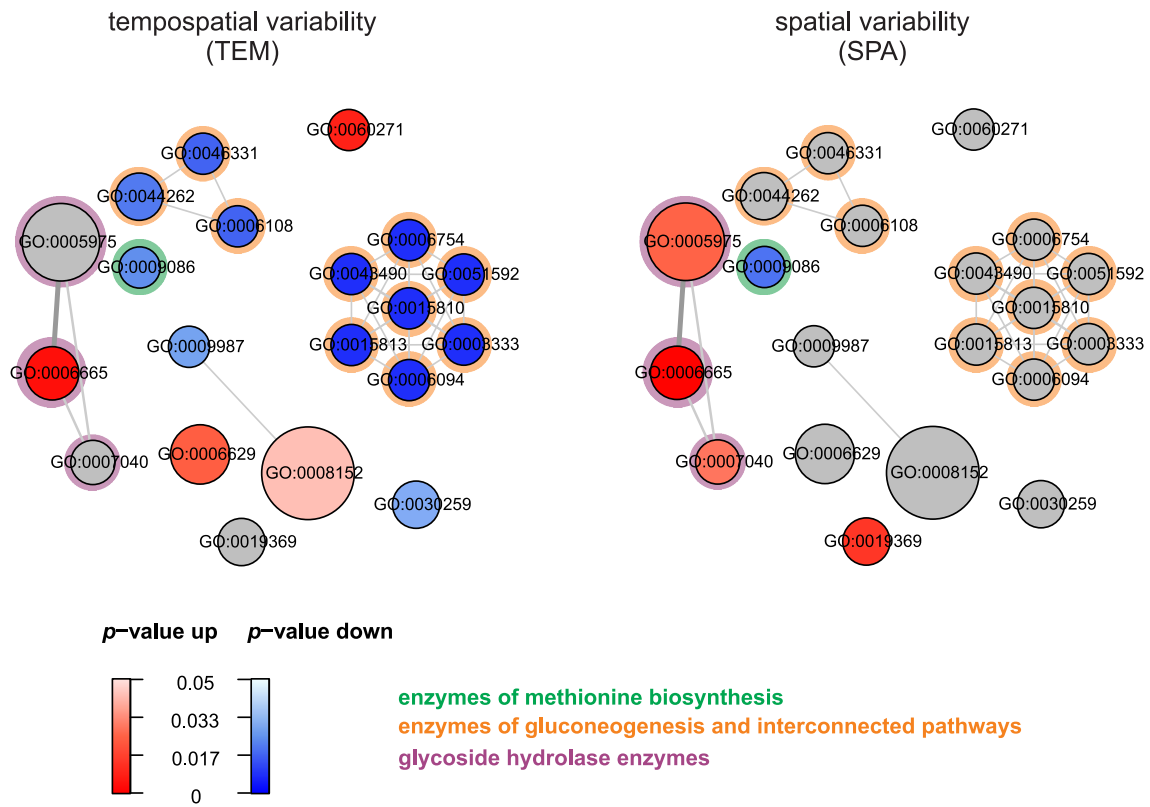 tempospatial variability
(TEM)
spatial variability
(SPA)
GO:0060271
GO:0046331
GO:0044262
GO:0006108
GO:0005975
GO:0009086
GO:0006754
GO:0043490
GO:0051592
GO:0015810
GO:0015813
GO:0003333
GO:0006094
GO:0009987
GO:0006665
GO:0007040
GO:0006629
GO:0008152
GO:0030259
GO:0019369
GO:0060271
GO:0046331
GO:0044262
GO:0006108
GO:0005975
GO:0009086
GO:0006754
GO:0043490
GO:0051592
GO:0015810
GO:0015813
GO:0003333
GO:0006094
GO:0009987
GO:0006665
GO:0007040
GO:0006629
GO:0008152
GO:0030259
GO:0019369
p−value up
p−value down
0.05
0.033
0.017
0
enzymes of methionine biosynthesis
enzymes of gluconeogenesis and interconnected pathways
glycoside hydrolase enzymes